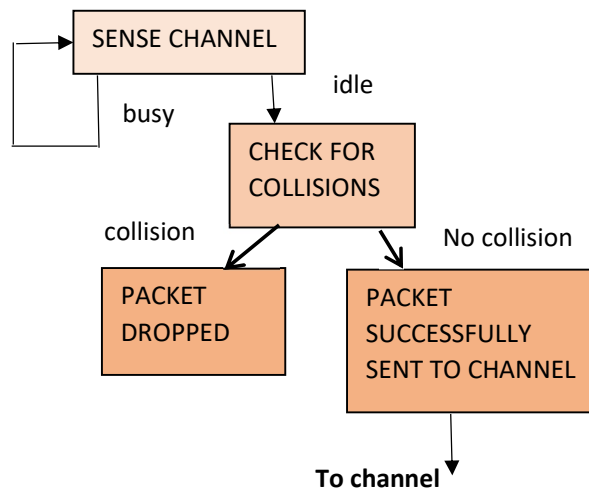 SENSE CHANNEL
idle
busy
CHECK FOR
COLLISIONS
collision
No collision
PACKET
DROPPED
PACKET
SUCCESSFULLY
SENT TO CHANNEL
To channel